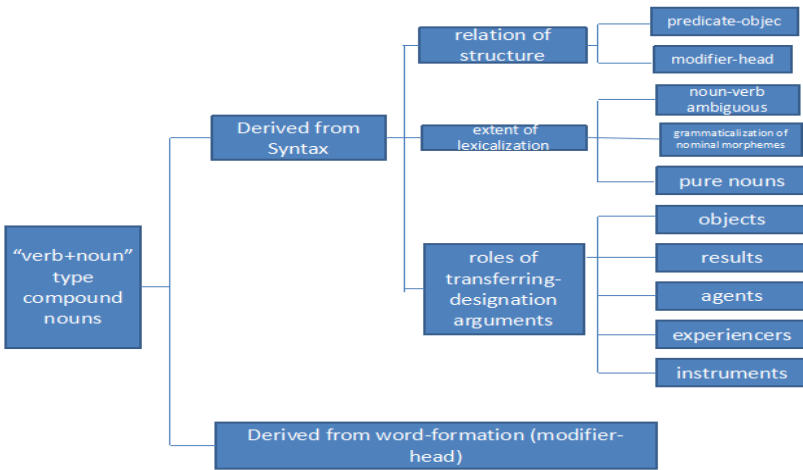 “verb+noun”
type
compound
nouns
Derived from
Syntax
relation of
structure
predicate-objec
modifier-head
extent of
lexicalization
noun-verb
ambiguous
grammaticalization of
nominal morphemes
pure nouns
roles of
transferring-
designation
arguments
objects
results
agents
experiencers
instruments
Derived from word-formation (modifier-
head)